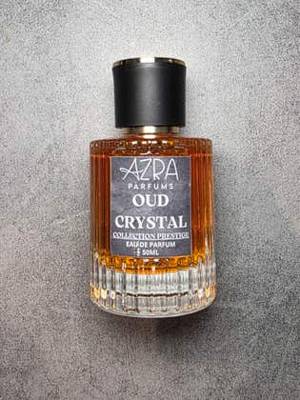 AZRA
PARFUMS
OUD
CRYSTAL
COLLECTION PRESTIGE
EAU DE PARFUM
50ML